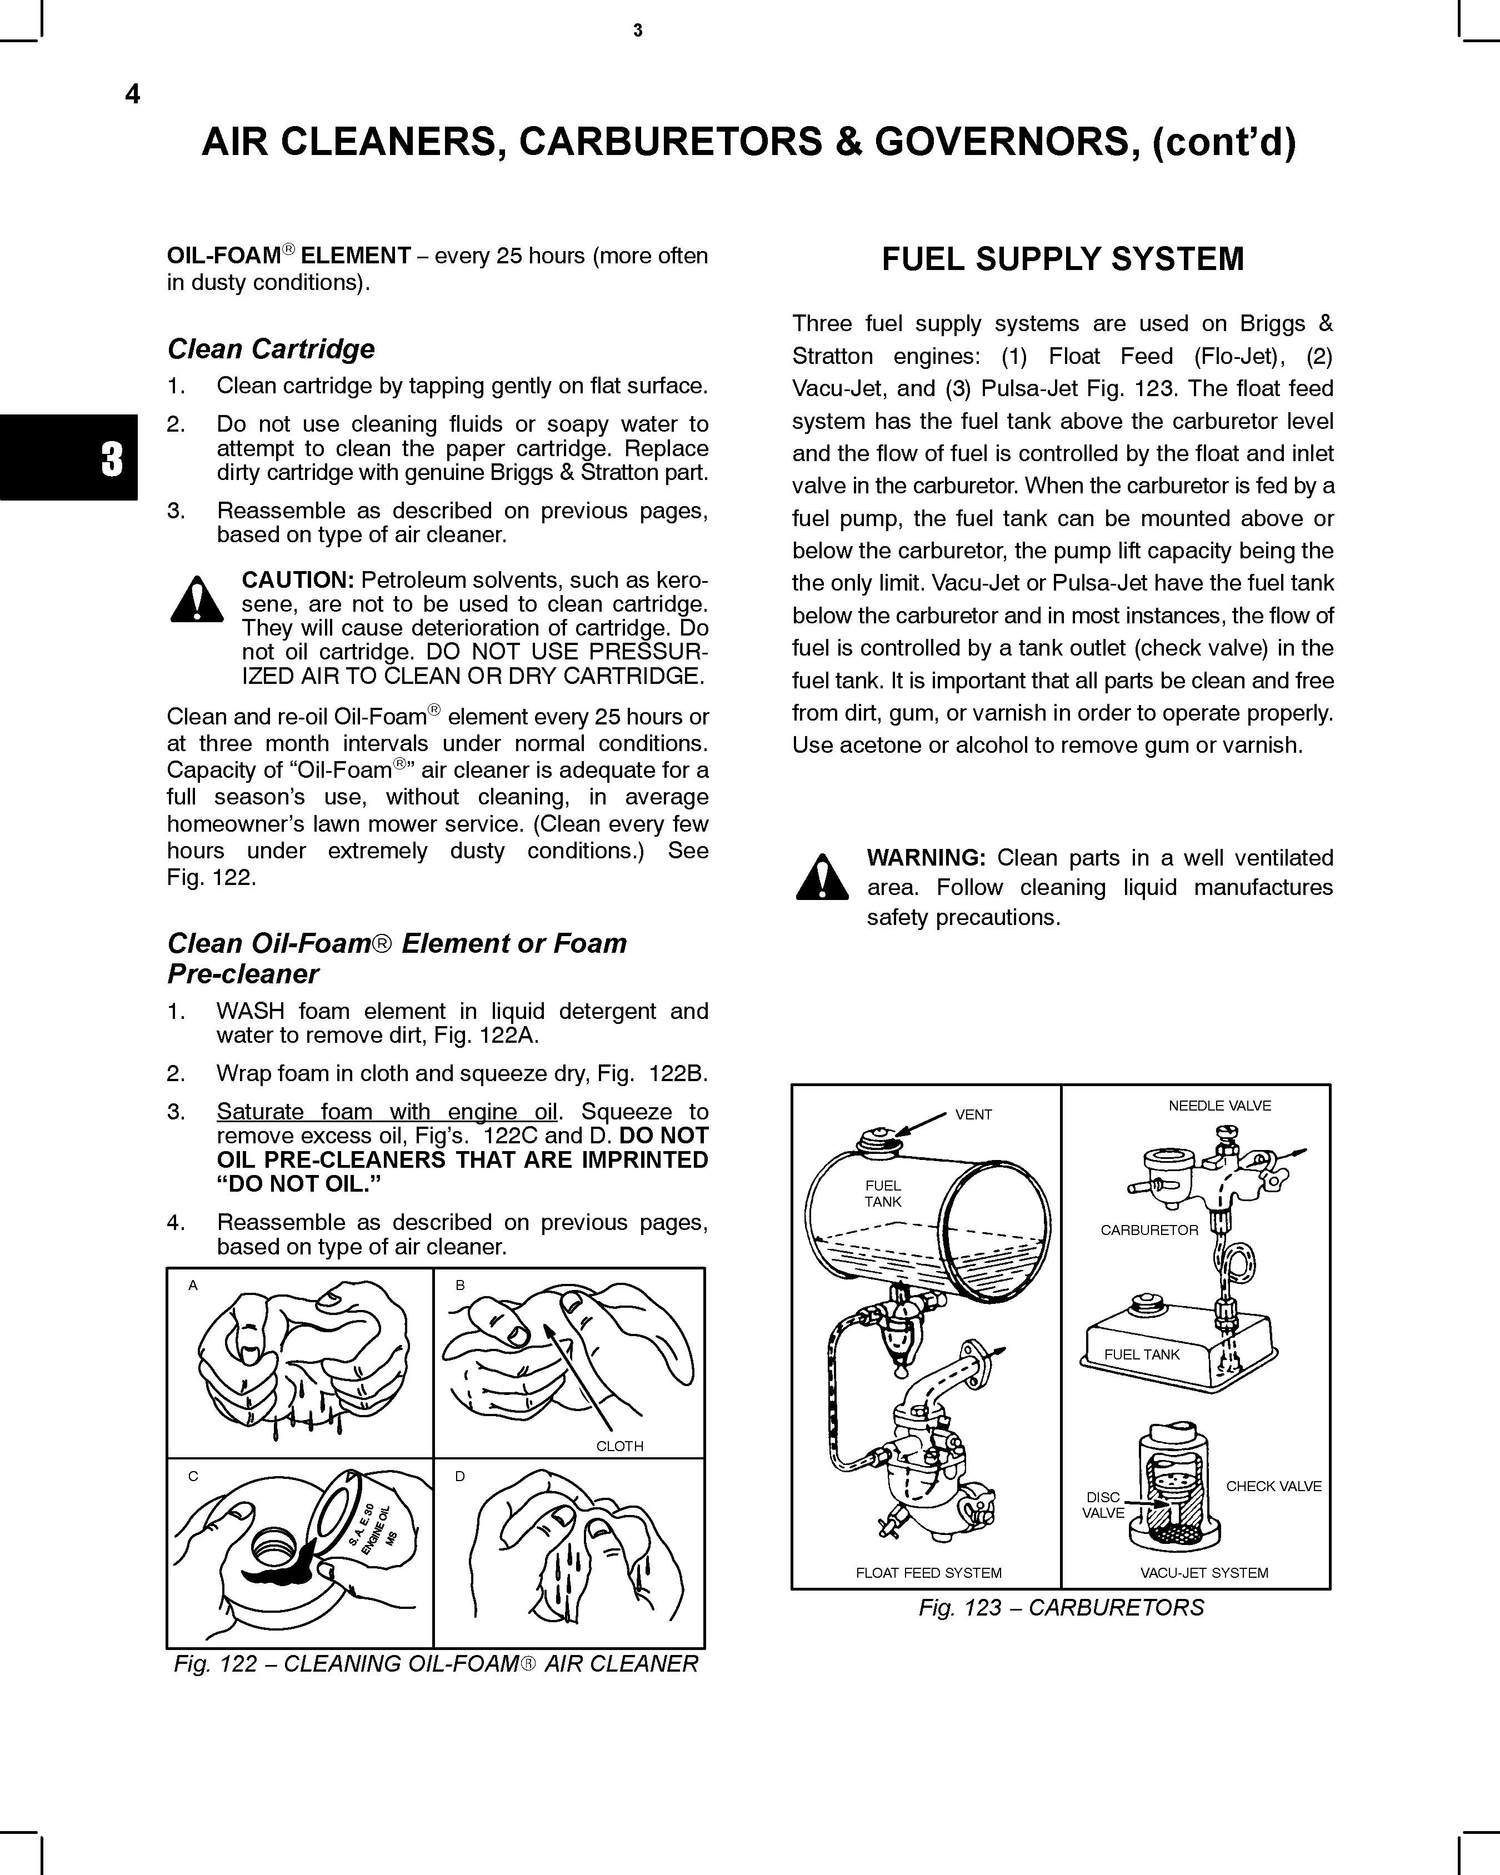 3
4
AIR CLEANERS, CARBURETORS & GOVERNORS, (cont’d)
OIL-FOAM® ELEMENT – every 25 hours (more often
in dusty conditions).
Clean Cartridge
1. Clean cartridge by tapping gently on flat surface.
2. Do not use cleaning fluids or soapy water to
attempt to clean the paper cartridge. Replace
dirty cartridge with genuine Briggs & Stratton part.
3
3. Reassemble as described on previous pages,
based on type of air cleaner.
CAUTION: Petroleum solvents, such as kero-
sene, are not to be used to clean cartridge.
They will cause deterioration of cartridge. Do
not oil cartridge. DO NOT USE PRESSUR-
IZED AIR TO CLEAN OR DRY CARTRIDGE.
Clean and re-oil Oil-Foam® element every 25 hours or
at three month intervals under normal conditions.
Capacity of “Oil-Foam®” air cleaner is adequate for a
full season’s use, without cleaning, in average
homeowner’s lawn mower service. (Clean every few
hours under extremely dusty conditions.) See
Fig. 122.
Clean Oil-Foam® Element or Foam
Pre-cleaner
1. WASH foam element in liquid detergent and
water to remove dirt, Fig. 122A.
2. Wrap foam in cloth and squeeze dry, Fig. 122B.
3. Saturate foam with engine oil. Squeeze to
remove excess oil, Fig’s. 122C and D. DO NOT
OIL PRE-CLEANERS THAT ARE IMPRINTED
“DO NOT OIL.”
4. Reassemble as described on previous pages,
based on type of air cleaner.
A
B
CLOTH
C
S. A. E. 30
ENGINE OIL
MS
D
Fig. 122 – CLEANING OIL-FOAM® AIR CLEANER
FUEL SUPPLY SYSTEM
Three fuel supply systems are used on Briggs &
Stratton engines: (1) Float Feed (Flo-Jet), (2)
Vacu-Jet, and (3) Pulsa-Jet Fig. 123. The float feed
system has the fuel tank above the carburetor level
and the flow of fuel is controlled by the float and inlet
valve in the carburetor. When the carburetor is fed by a
fuel pump, the fuel tank can be mounted above or
below the carburetor, the pump lift capacity being the
the only limit. Vacu-Jet or Pulsa-Jet have the fuel tank
below the carburetor and in most instances, the flow of
fuel is controlled by a tank outlet (check valve) in the
fuel tank. It is important that all parts be clean and free
from dirt, gum, or varnish in order to operate properly.
Use acetone or alcohol to remove gum or varnish.
WARNING: Clean parts in a well ventilated
area. Follow cleaning liquid manufactures
safety precautions.
VENT
FUEL
TANK
FLOAT FEED SYSTEM
NEEDLE VALVE
CARBURETOR
FUEL TANK
CHECK VALVE
DISC
VALVE
VACU-JET SYSTEM
Fig. 123 – CARBURETORS